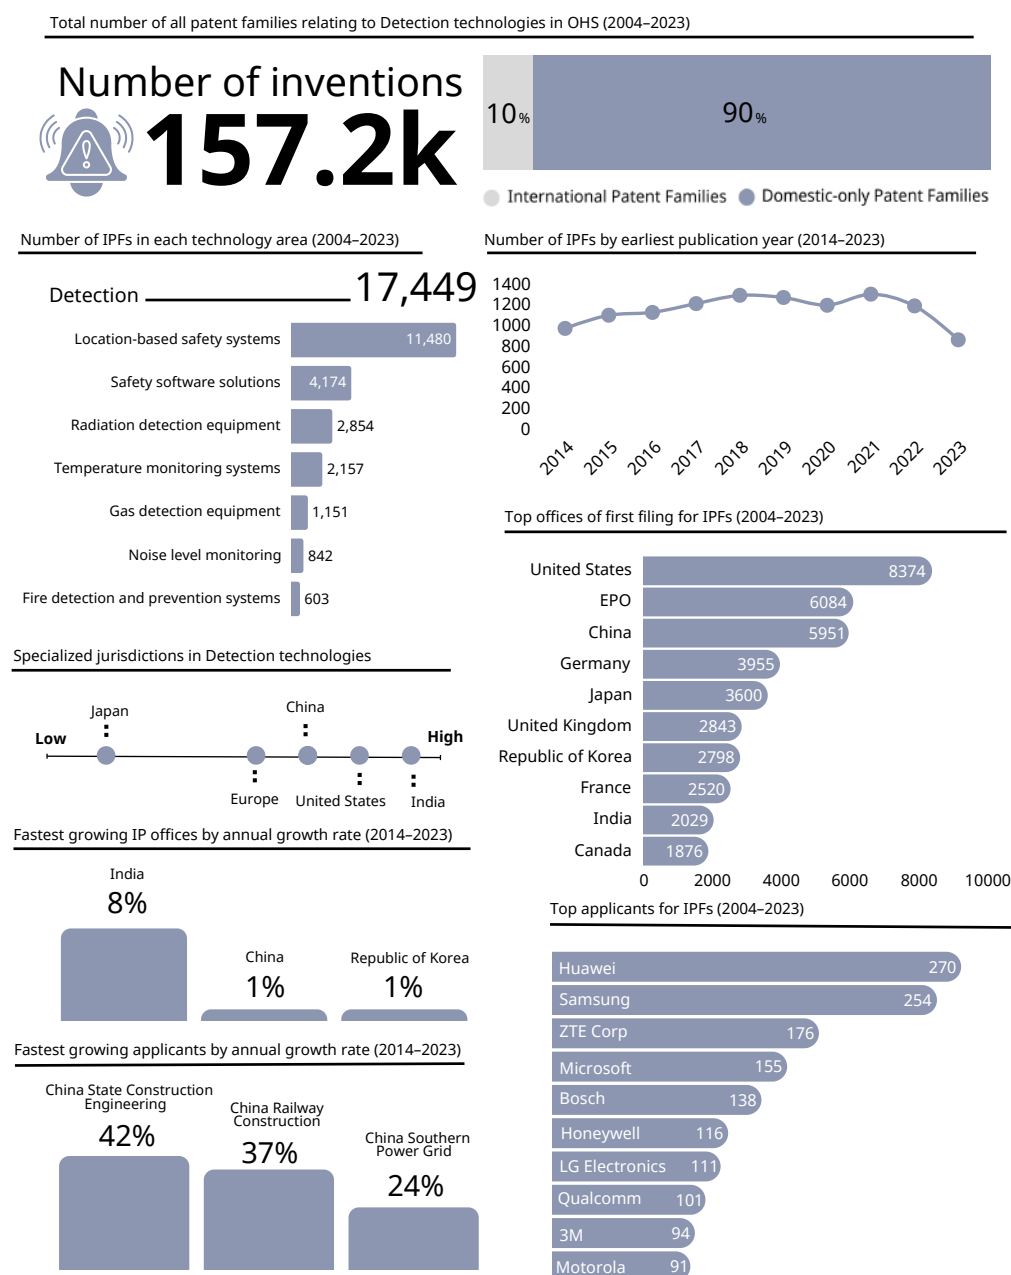 Total number of all patent families relating to Detection technologies in OHS (2004–2023)
Number of inventions
157.2k
10%
90%
International Patent Families
Domestic-only Patent Families
Number of IPFs in each technology area (2004–2023)
Detection
17,449
Location-based safety systems
11,480
Safety software solutions
4,174
Radiation detection equipment
2,854
Temperature monitoring systems
2,157
Gas detection equipment
1,151
Noise level monitoring
842
Fire detection and prevention systems
603
Number of IPFs by earliest publication year (2014–2023)
1400
1200
1000
800
600
400
200
0
2014
2015
2016
2017
2018
2019
2020
2021
2022
2023
Top offices of first filing for IPFs (2004–2023)
United States
8374
EPO
6084
China
5951
Germany
3955
Japan
3600
United Kingdom
2843
Republic of Korea
2798
France
2520
India
2029
Canada
1876
0
2000
4000
6000
8000
10000
Specialized jurisdictions in Detection technologies
Low
High
Japan
China
Europe
United States
India
Fastest growing IP offices by annual growth rate (2014–2023)
India
8%
China
1%
Republic of Korea
1%
Fastest growing applicants by annual growth rate (2014–2023)
China State Construction
Engineering
42%
China Railway
Construction
37%
China Southern
Power Grid
24%
Top applicants for IPFs (2004–2023)
Huawei
270
Samsung
254
ZTE Corp
176
Microsoft
155
Bosch
138
Honeywell
116
LG Electronics
111
Qualcomm
101
3M
94
Motorola
91